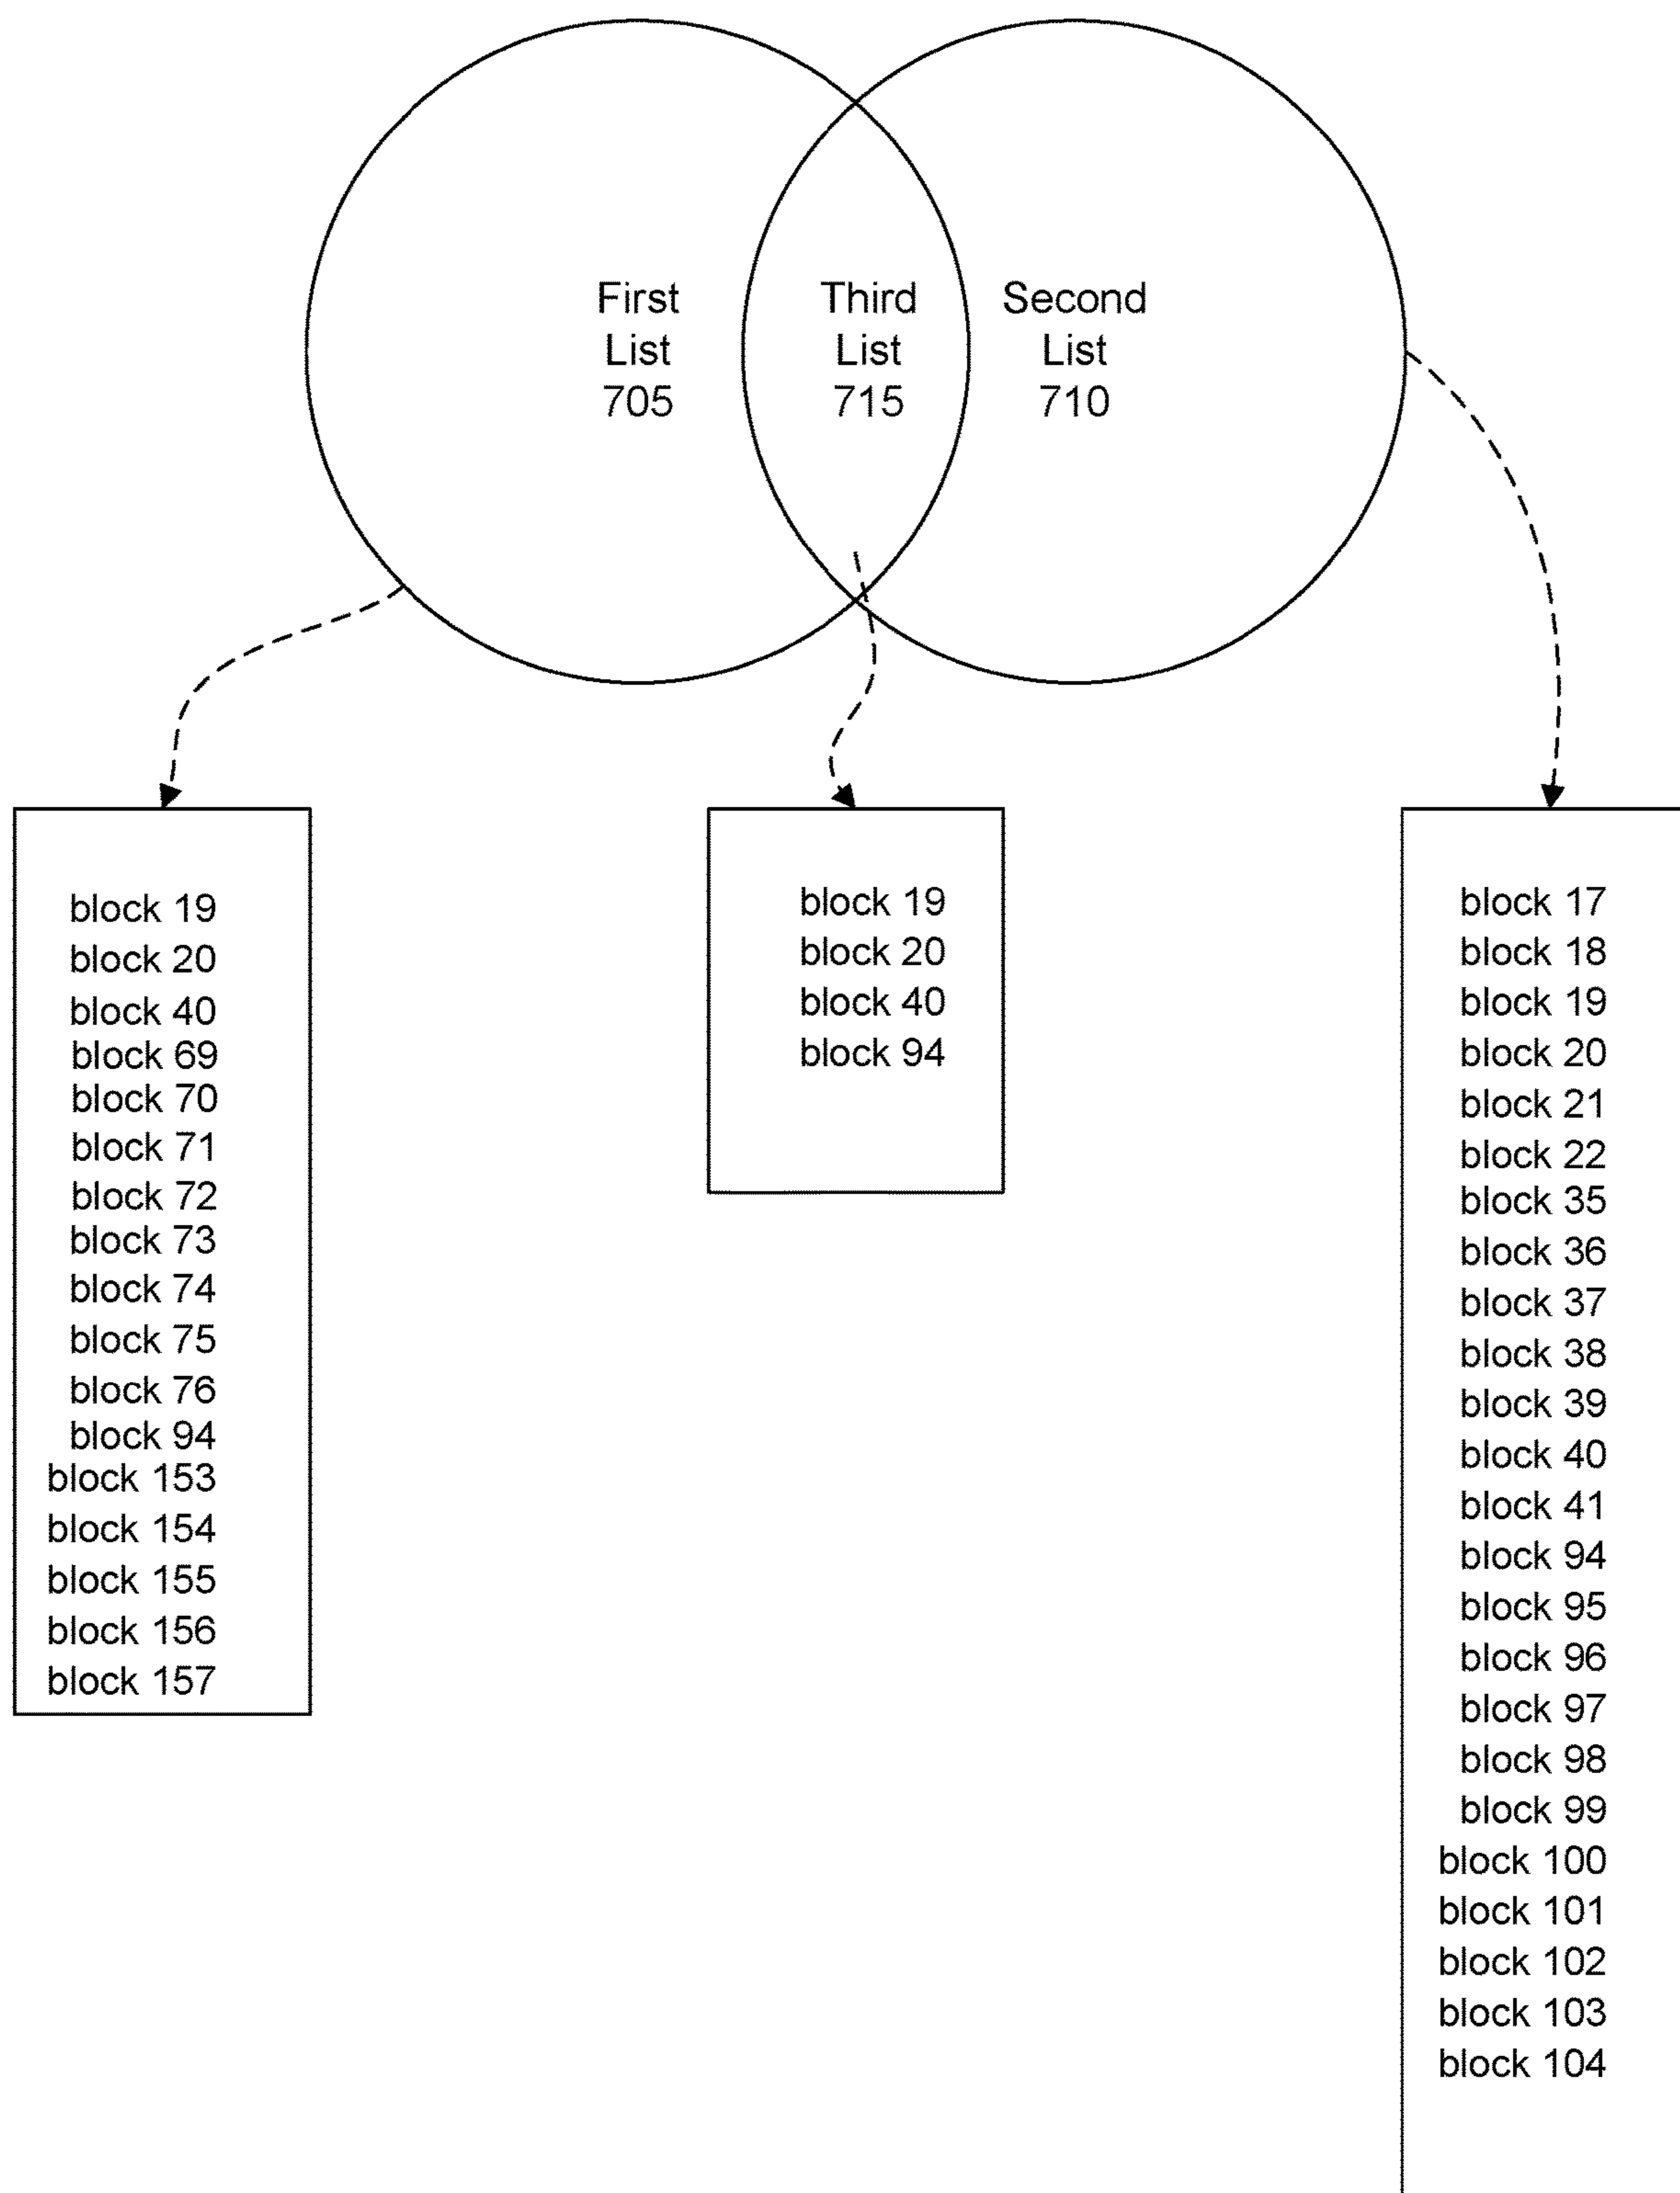 First
List
705
Third
List
715
Second
List
710
block 19
block 20
block 40
block 69
block 70
block 71
block 72
block 73
block 74
block 75
block 76
block 94
block 153
block 154
block 155
block 156
block 157
block 19
block 20
block 40
block 94
block 17
block 18
block 19
block 20
block 21
block 22
block 35
block 36
block 37
block 38
block 39
block 40
block 41
block 94
block 95
block 96
block 97
block 98
block 99
block 100
block 101
block 102
block 103
block 104